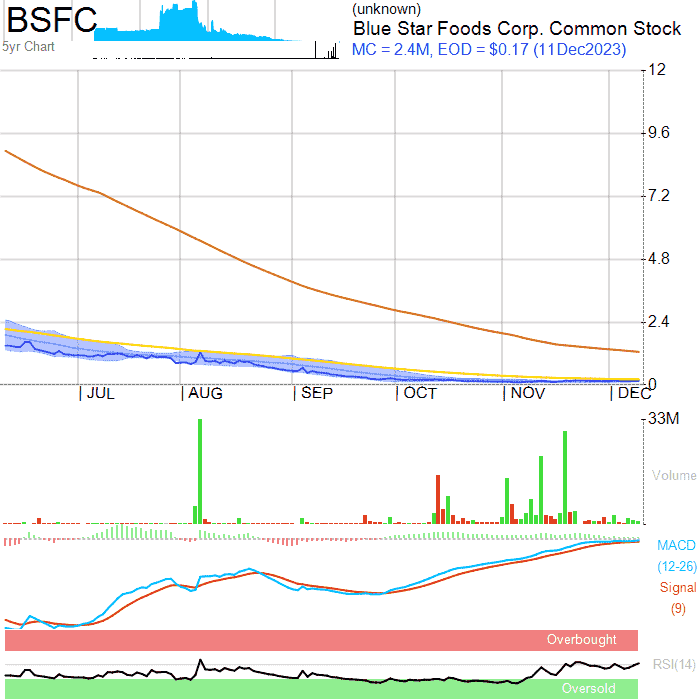 BSFC
5yr Chart
(unknown)
Blue Star Foods Corp. Common Stock
MC = 2.4M, EOD = $0.17 (11Dec2023)
12
9.6
7.2
4.8
2.4
0
JUL AUG SEP OCT NOV DEC
33M
Volume
MACD
(12-26)
Signal
(9)
Overbought
RSI(14)
Oversold